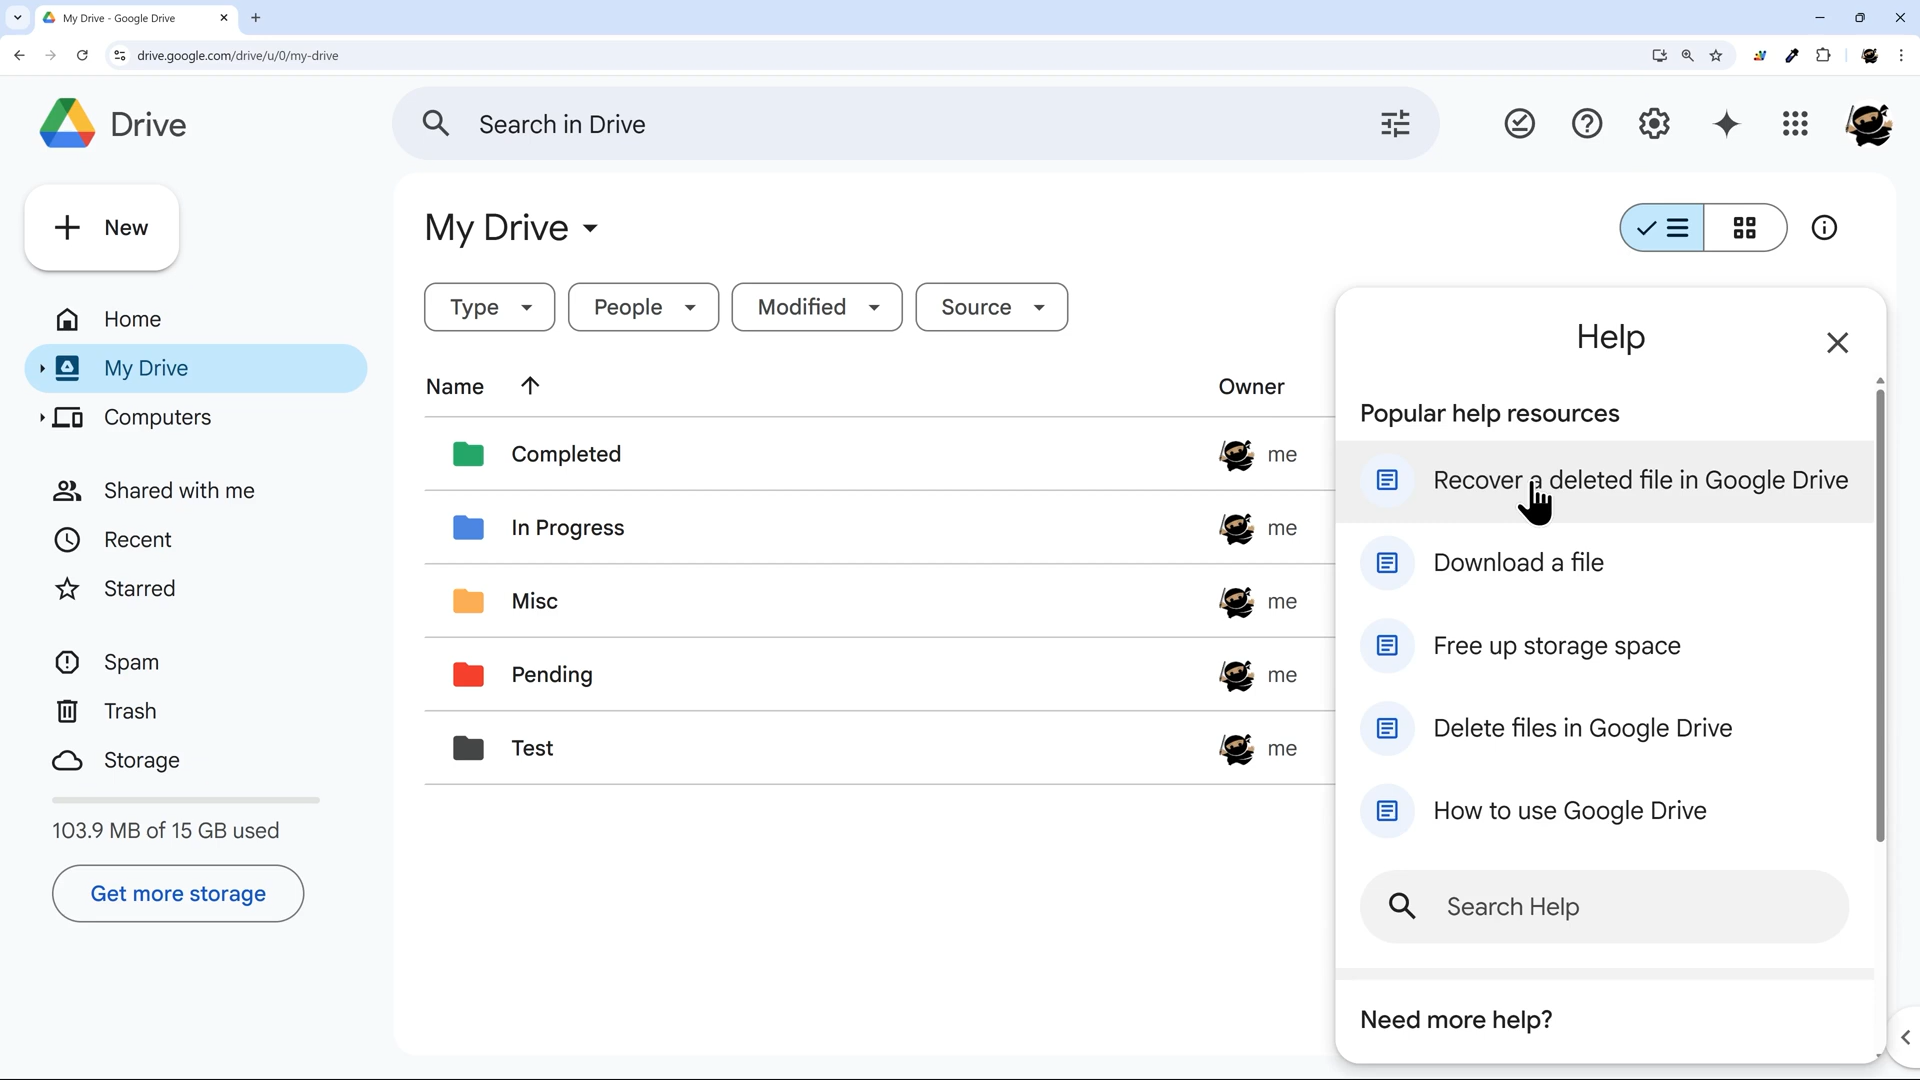 My Drive - Google Drive
drive.google.com/drive/u/0/my-drive
Drive
Search in Drive
New
Home
My Drive
Computers
Shared with me
Recent
Starred
Spam
Trash
Storage
103.9 MB of 15 GB used
Get more storage
My Drive
Type
People
Modified
Source
Name
Owner
Completed
me
In Progress
me
Misc
me
Pending
me
Test
me
Help
Popular help resources
Recover a deleted file in Google Drive
Download a file
Free up storage space
Delete files in Google Drive
How to use Google Drive
Search Help
Need more help?